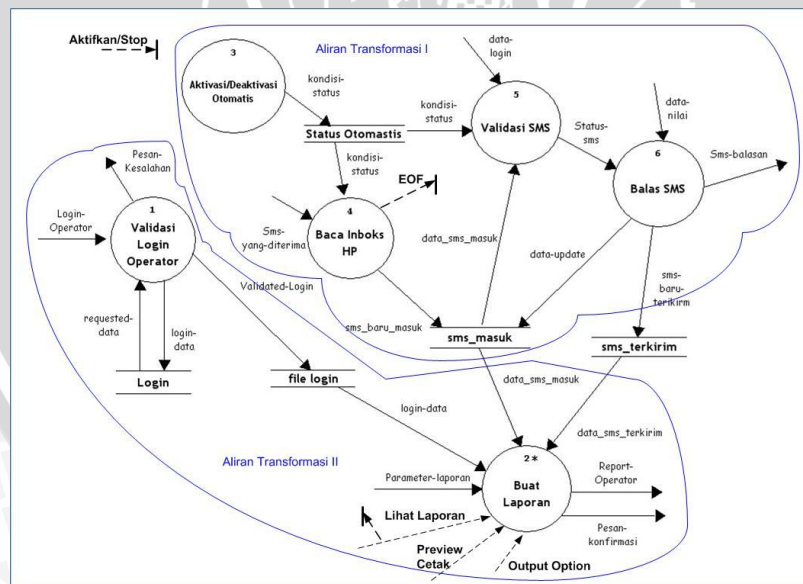 Aktifkan/Stop
Aliran Transformasi I
3
Aktivasi/Deaktivasi
Otomatis
kondisi-
status
Status Otomastis
kondisi-
status
kondisi-
status
data-
login
5
Validasi SMS
Status-
sms
data-
nilai
6
Balas SMS
Sms-balasan
EOF
4
Baca Inboks
HP
Sms-
yang-diterima
data_sms_masuk
data-update
sms-
baru-
terikirm
sms_baru_masuk
sms_masuk
sms_terkirim
Pesan-
Kesalahan
Login-
Operator
1
Validasi
Login
Operator
requested-
data
login-
data
Login
Validated-Login
file login
login-data
data_sms_masuk
data_sms_terkirim
Aliran Transformasi II
2*
Buat
Laporan
Parameter-laporan
Report-
Operator
Pesan-
konfirmasi
Lihat Laporan
Preview
Cetak
Output Option